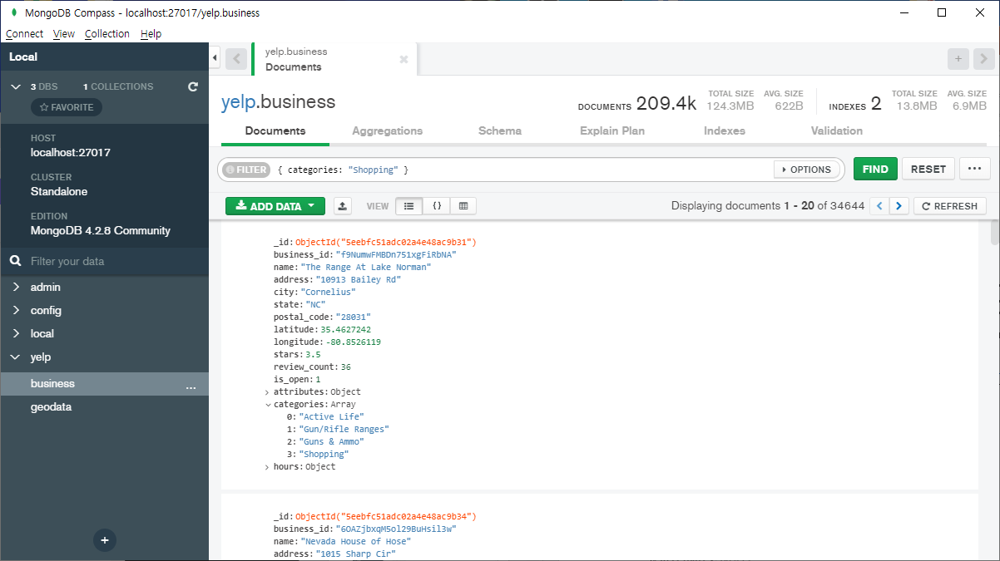 MongoDB Compass - localhost:27017/yelp.business
Connect View Collection Help
Local
3 DBS 1 COLLECTIONS
FAVORITE
HOST
localhost:27017
CLUSTER
Standalone
EDITION
MongoDB 4.2.8 Community
Filter your data
admin
config
local
yelp
business ...
geodata
+
yelp.business
Documents
yelp.business
DOCUMENTS 209.4k TOTAL SIZE 124.3MB AVG. SIZE 622B INDEXES 2 TOTAL SIZE 13.8MB AVG. SIZE 6.9MB
Documents Aggregations Schema Explain Plan Indexes Validation
FILTER { categories: "Shopping" } OPTIONS FIND RESET ...
ADD DATA VIEW {} Displaying documents 1 - 20 of 34644 < > REFRESH
_id: ObjectId("5eebfc51adc02a4e48ac9b31")
business_id: "f9NumwFMBDn751xgFiRbNA"
name: "The Range At Lake Norman"
address: "10913 Bailey Rd"
city: "Cornelius"
state: "NC"
postal_code: "28031"
latitude: 35.4627242
longitude: -80.8526119
stars: 3.5
review_count: 36
is_open: 1
> attributes: Object
categories: Array
0: "Active Life"
1: "Gun/Rifle Ranges"
2: "Guns & Ammo"
3: "Shopping"
> hours: Object
_id: ObjectId("5eebfc51adc02a4e48ac9b34")
business_id: "6OAZjbxqM5ol29BuHsil3w"
name: "Nevada House of Hose"
address: "1015 Sharp Cir"